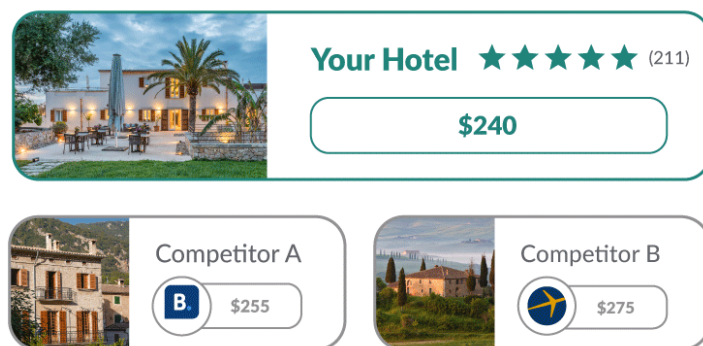 Your Hotel (211)
$240
Competitor A
B.
$255
Competitor B
$275